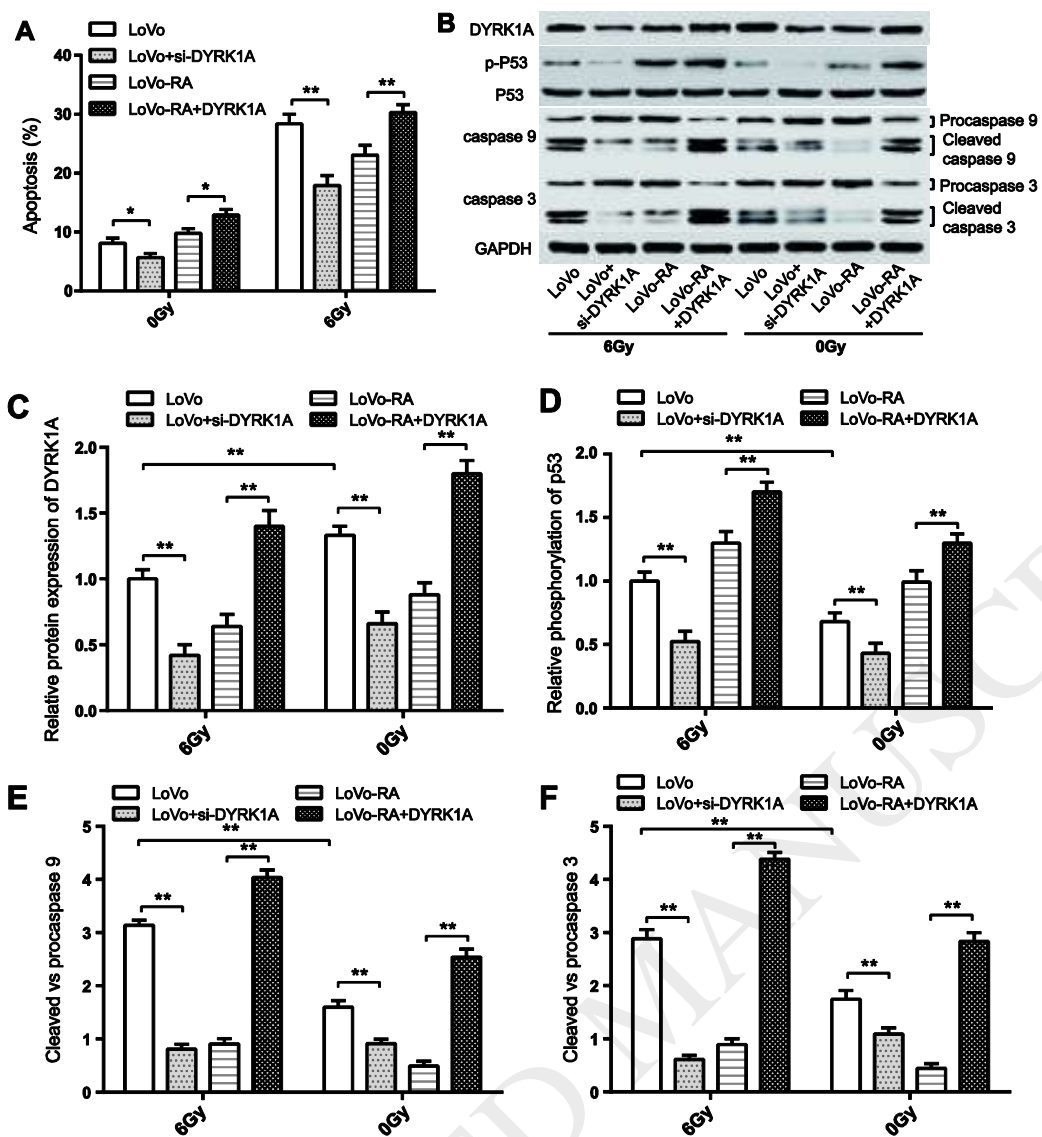 A
LoVo
LoVo+si-DYRK1A
LoVo-RA
LoVo-RA+DYRK1A
Apoptosis (%)
40
30
20
10
0
*
*
**
**
0Gy
6Gy
B
DYRK1A
p-P53
P53
caspase 9
Procaspase 9
Cleaved
caspase 9
caspase 3
Procaspase 3
Cleaved
caspase 3
GAPDH
LoVo
LoVo+
si-DYRK1A
LoVo-RA
LoVo-RA
+DYRK1A
LoVo
LoVo+
si-DYRK1A
LoVo-RA
LoVo-RA
+DYRK1A
6Gy
0Gy
C
LoVo
LoVo-RA
LoVo+si-DYRK1A
LoVo-RA+DYRK1A
Relative protein expression of DYRK1A
2.0
1.5
1.0
0.5
0.0
**
**
**
**
**
6Gy
0Gy
D
LoVo
LoVo-RA
LoVo+si-DYRK1A
LoVo-RA+DYRK1A
Relative phosphorylation of p53
2.0
1.5
1.0
0.5
0.0
**
**
**
**
**
6Gy
0Gy
E
LoVo
LoVo-RA
LoVo+si-DYRK1A
LoVo-RA+DYRK1A
Cleaved vs procaspase 9
5
4
3
2
1
0
**
**
**
**
**
6Gy
0Gy
F
LoVo
LoVo-RA
LoVo+si-DYRK1A
LoVo-RA+DYRK1A
Cleaved vs procaspase 3
5
4
3
2
1
0
**
**
**
**
**
6Gy
0Gy